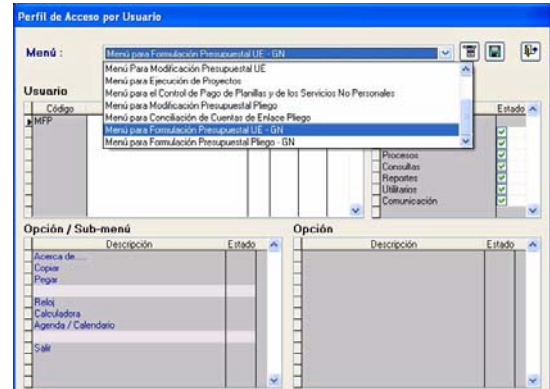 Perfil de Acceso por Usuario
Menú :
Menú para Formulación Presupuestal UE - GN
Menú Para Modificación Presupuestal UE
Menú para Ejecución de Proyectos
Menú para el Control de Pago de Planillas y de los Servicios No Personales
Menú para Modificación Presupuestal Pliego
Menú para Conciliación de Cuentas de Enlace Pliego
Menú para Formulación Presupuestal UE - GN
Menú para Formulación Presupuestal Pliego - GN
Usuario
Código
Estado
MFP
Procesos
Consultas
Reportes
Utilitarios
Comunicación
Opción / Sub-menú
Descripción Estado
Acerca de.....
Copiar
Pegar
Reloj
Calculadora
Agenda / Calendario
Salir
Opción
Descripción Estado